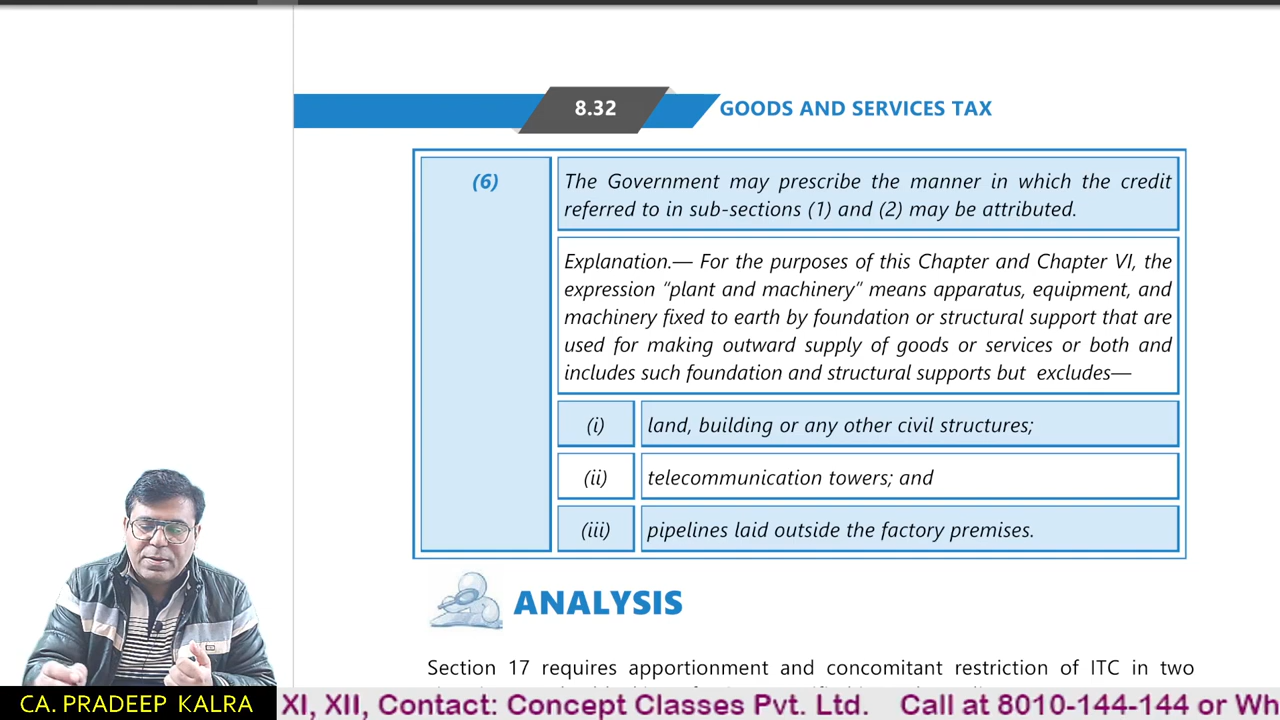 8.32
GOODS AND SERVICES TAX
(6)
The Government may prescribe the manner in which the credit
referred to in sub-sections (1) and (2) may be attributed.
Explanation.— For the purposes of this Chapter and Chapter VI, the
expression “plant and machinery” means apparatus, equipment, and
machinery fixed to earth by foundation or structural support that are
used for making outward supply of goods or services or both and
includes such foundation and structural supports but excludes—
(i) land, building or any other civil structures;
(ii) telecommunication towers; and
(iii) pipelines laid outside the factory premises.
ANALYSIS
Section 17 requires apportionment and concomitant restriction of ITC in two
CA. PRADEEP KALRA
XI, XII, Contact: Concept Classes Pvt. Ltd. Call at 8010-144-144 or Wh